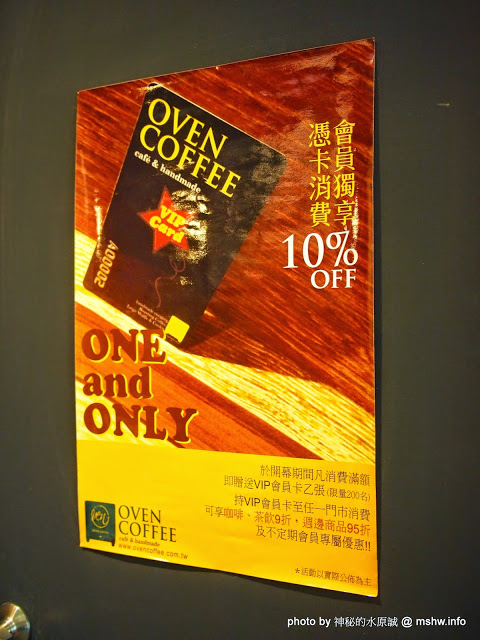 OVEN
COFFEE
café & handmade
VIP
Card
A00002
會員獨享
憑卡消費
10%
OFF
ONE
and
ONLY
於開幕期間凡消費滿額
即贈送VIP會員卡乙張(限量200名)
持VIP會員卡至任一門市消費
可享咖啡、茶飲9折，週邊商品95折
及不定期會員專屬優惠!!
OVEN
COFFEE
café & handmade
www.ovencoffee.com.tw
＊活動以實際公佈為主
photo by 神秘的水原誠 @ mshw.info